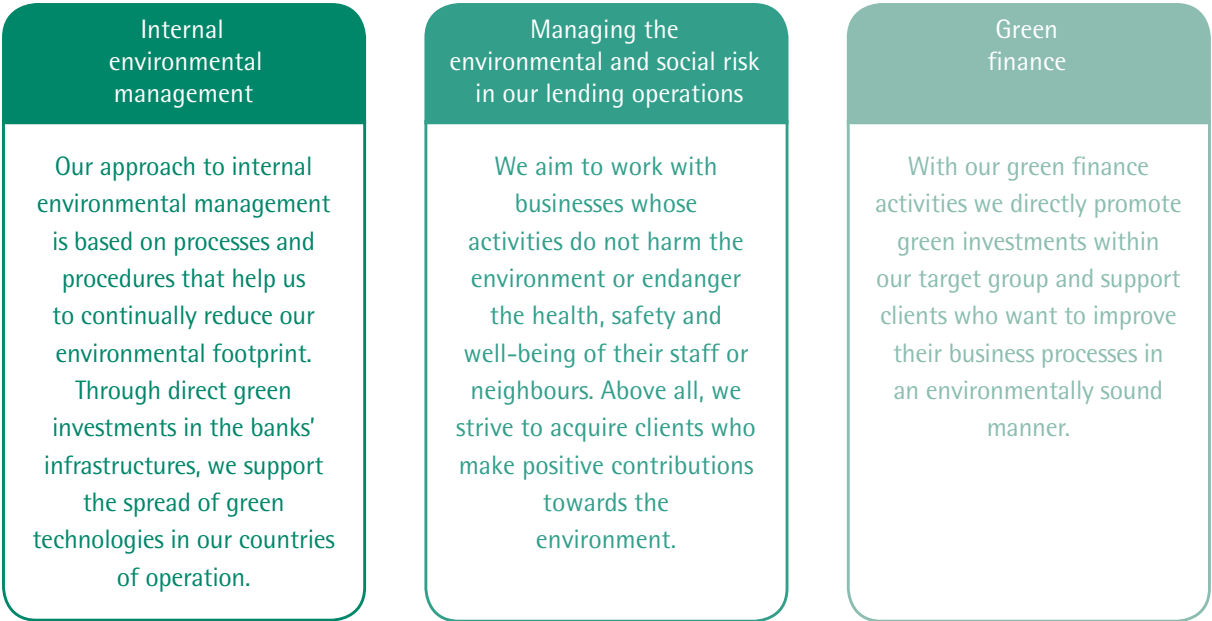 Internal
environmental
management
Our approach to internal
environmental management
is based on processes and
procedures that help us
to continually reduce our
environmental footprint.
Through direct green
investments in the banks’
infrastructures, we support
the spread of green
technologies in our countries
of operation.
Managing the
environmental and social risk
in our lending operations
We aim to work with
businesses whose
activities do not harm the
environment or endanger
the health, safety and
well-being of their staff or
neighbours. Above all, we
strive to acquire clients who
make positive contributions
towards the
environment.
Green
finance
With our green finance
activities we directly promote
green investments within
our target group and support
clients who want to improve
their business processes in
an environmentally sound
manner.